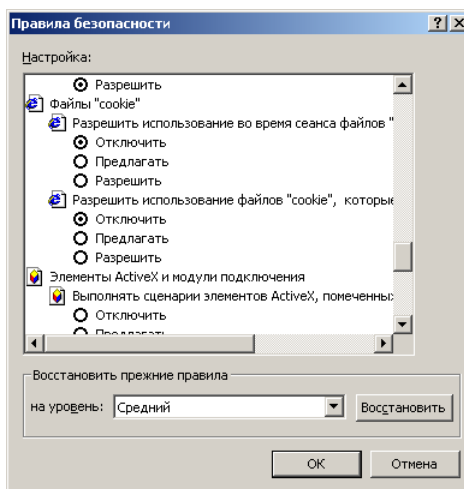 Правила безопасности
Настройка:
Разрешить
Файлы "cookie"
Разрешить использование во время сеанса файлов "
Отключить
Предлагать
Разрешить
Разрешить использование файлов "cookie", которые
Отключить
Предлагать
Разрешить
Элементы ActiveX и модули подключения
Выполнять сценарии элементов ActiveX, помеченных
Отключить
Предлагать
Восстановить прежние правила
на уровень: Средний Восстановить
OK Отмена